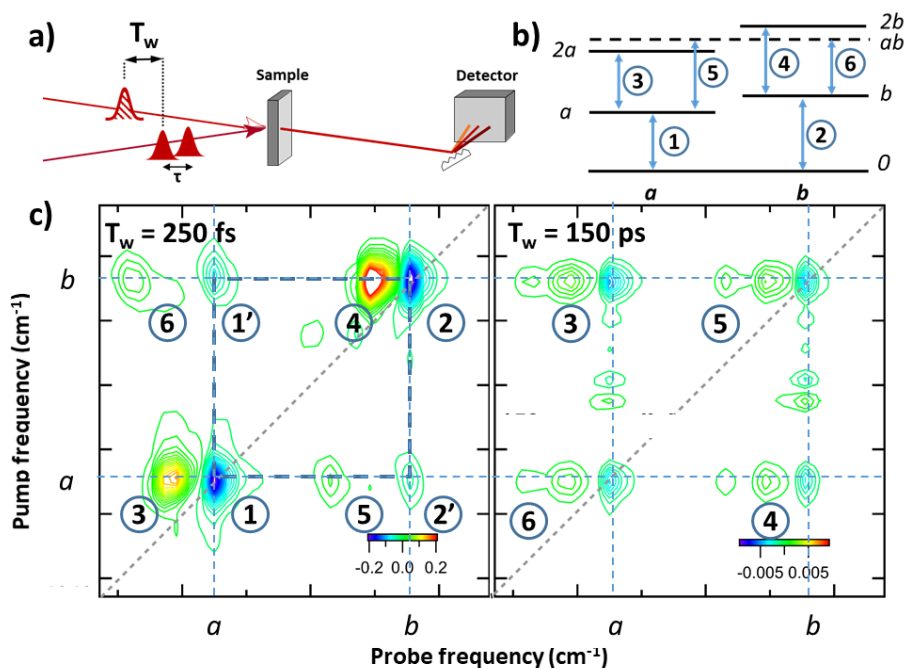 a)
T_w
τ
Sample
Detector
b)
2b
ab
2a
4
6
3
5
b
a
1
2
0
a b
c)
T_w = 250 fs
T_w = 150 ps
Pump frequency (cm⁻¹)
b
6 1' 4 2
3 5
a
3 1 5 2'
6 4
-0.2 0.0 0.2
-0.005 0.005
a b a b
Probe frequency (cm⁻¹)